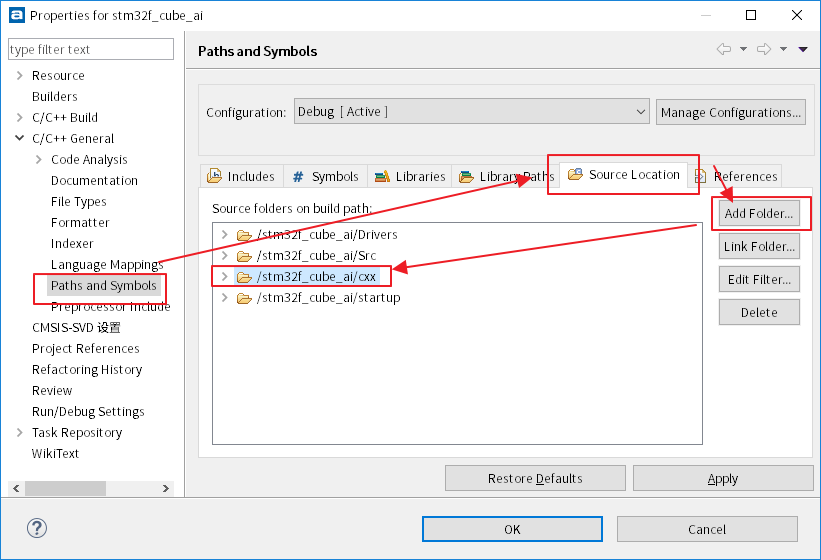 Properties for stm32f_cube_ai
type filter text
Resource
Builders
C/C++ Build
C/C++ General
Code Analysis
Documentation
File Types
Formatter
Indexer
Language Mappings
Paths and Symbols
Preprocessor Include
CMSIS-SVD 设置
Project References
Refactoring History
Review
Run/Debug Settings
Task Repository
WikiText
Paths and Symbols
Configuration:
Debug [ Active ]
Manage Configurations...
Includes
# Symbols
Libraries
Library Paths
Source Location
References
Source folders on build path:
/stm32f_cube_ai/Drivers
/stm32f_cube_ai/Src
/stm32f_cube_ai/cxx
/stm32f_cube_ai/startup
Add Folder...
Link Folder...
Edit Filter...
Delete
Restore Defaults
Apply
?
OK
Cancel